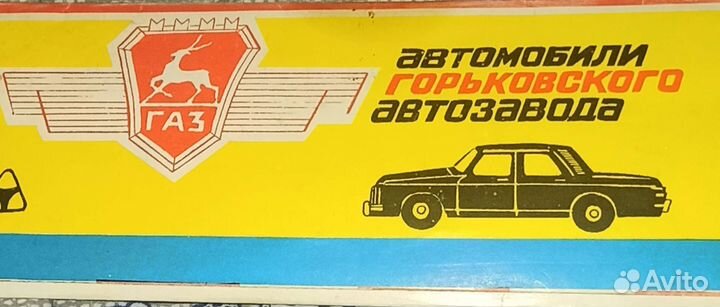 ГАЗ
автомобили
горьковского
автозавода
Avito